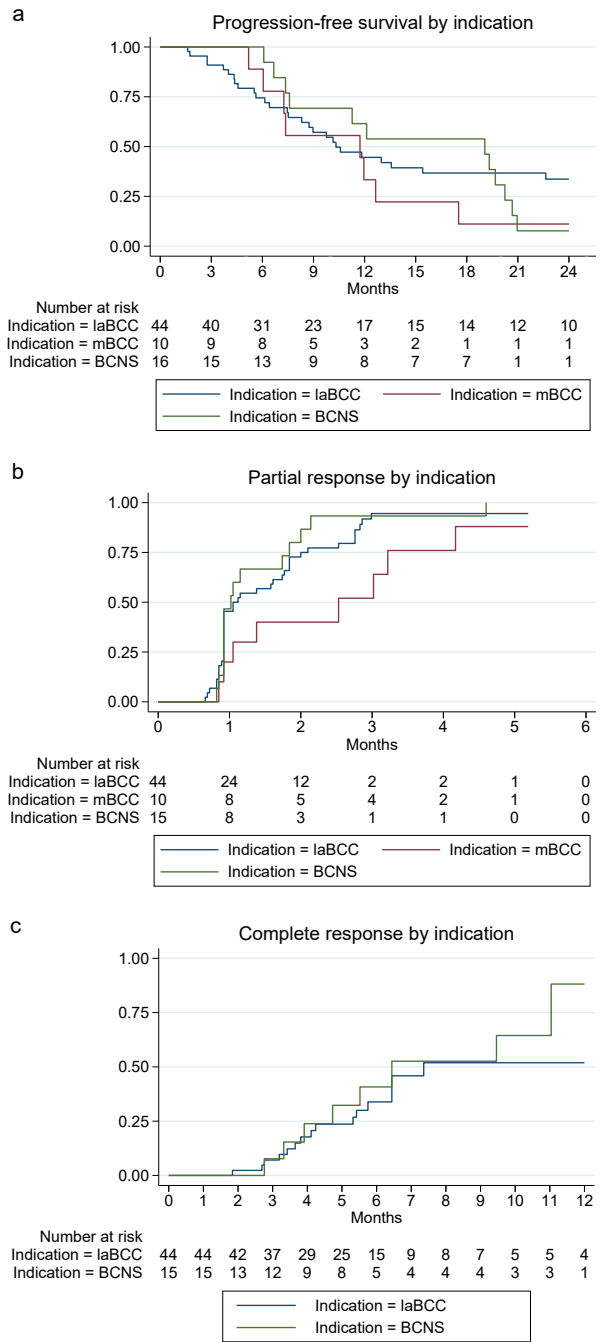 a
Progression-free survival by indication
1.00
0.75
0.50
0.25
0.00
0 3 6 9 12 15 18 21 24
Months
Number at risk
Indication = laBCC 44 40 31 23 17 15 14 12 10
Indication = mBCC 10 9 8 5 3 2 1 1 1
Indication = BCNS 16 15 13 9 8 7 7 1 1
Indication = laBCC Indication = mBCC
Indication = BCNS
b
Partial response by indication
1.00
0.75
0.50
0.25
0.00
0 1 2 3 4 5 6
Months
Number at risk
Indication = laBCC 44 24 12 2 2 1 0
Indication = mBCC 10 8 5 4 2 1 0
Indication = BCNS 15 8 3 1 1 0 0
Indication = laBCC Indication = mBCC
Indication = BCNS
c
Complete response by indication
1.00
0.75
0.50
0.25
0.00
0 1 2 3 4 5 6 7 8 9 10 11 12
Months
Number at risk
Indication = laBCC 44 44 42 37 29 25 15 9 8 7 5 5 4
Indication = BCNS 15 15 13 12 9 8 5 4 4 4 3 3 1
Indication = laBCC
Indication = BCNS